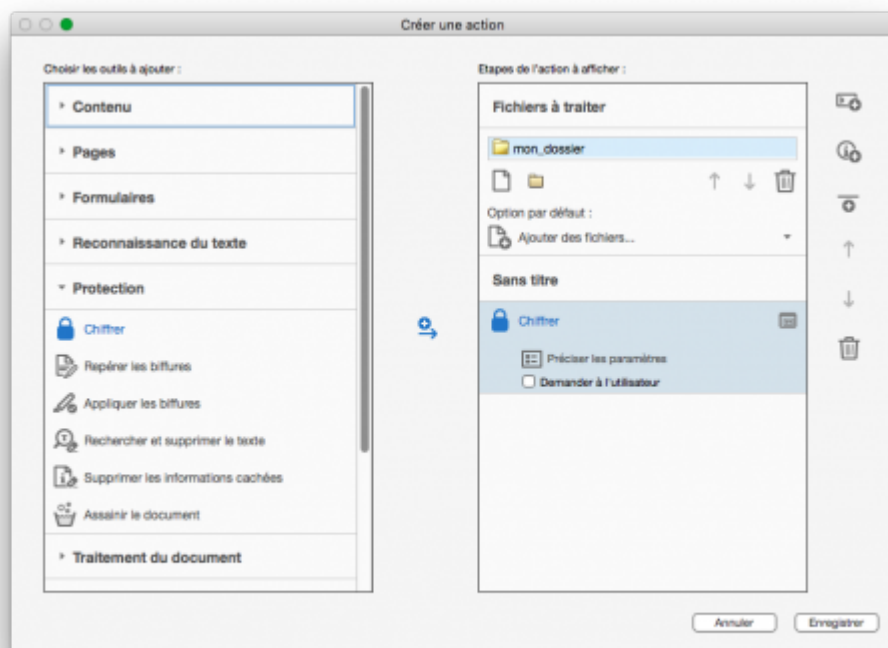 Créer une action
Choisir les outils à ajouter :
Contenu
Pages
Formulaires
Reconnaissance du texte
Protection
Chiffrer
Repérer les biffures
Appliquer les biffures
Rechercher et supprimer le texte
Supprimer les informations cachées
Assainir le document
Traitement du document
Etapes de l'action à afficher :
Fichiers à traiter
mon_dossier
Option par défaut :
Ajouter des fichiers...
Sans titre
Chiffrer
Préciser les paramètres
Demander à l'utilisateur
Annuler
Enregistrer